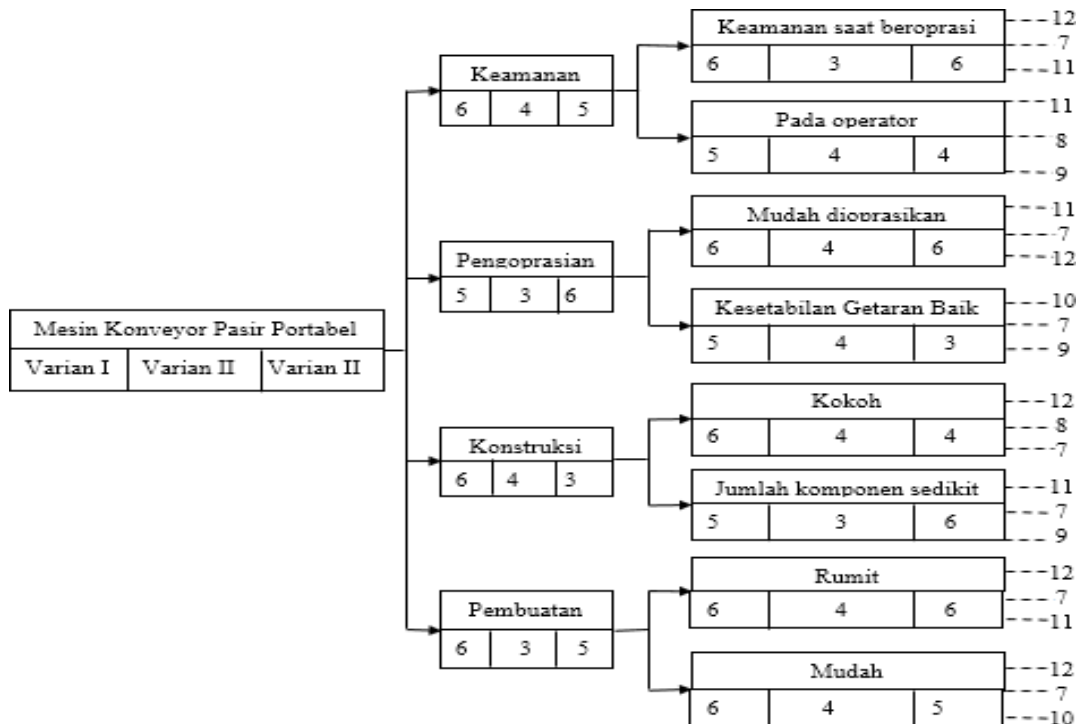 Mesin Konveyor Pasir Portabel
Varian I Varian II Varian II
Keamanan
6 4 5
Keamanan saat beroprasi
6 3 6
12
7
11
Pada operator
5 4 4
11
8
9
Pengoprasian
5 3 6
Mudah dioprasikan
6 4 6
11
7
12
Kesetabilan Getaran Baik
5 4 3
10
7
9
Konstruksi
6 4 3
Kokoh
6 4 4
12
8
7
Jumlah komponen sedikit
5 3 6
11
7
9
Pembuatan
6 3 5
Rumit
6 4 6
12
7
11
Mudah
6 4 5
12
7
10